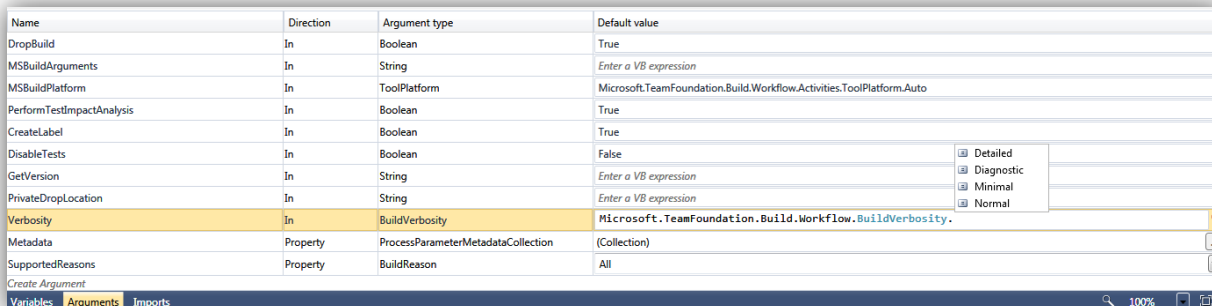 Name Direction Argument type Default value
DropBuild In Boolean True
MSBuildArguments In String Enter a VB expression
MSBuildPlatform In ToolPlatform Microsoft.TeamFoundation.Build.Workflow.Activities.ToolPlatform.Auto
PerformTestImpactAnalysis In Boolean True
CreateLabel In Boolean True
DisableTests In Boolean False
Detailed
GetVersion In String Enter a VB expression
Diagnostic
Minimal
PrivateDropLocation In String Enter a VB expression
Normal
Verbosity In BuildVerbosity Microsoft.TeamFoundation.Build.Workflow.BuildVerbosity.
Metadata Property ProcessParameterMetadataCollection (Collection)
SupportedReasons Property BuildReason All
Create Argument
Variables Arguments Imports 100%